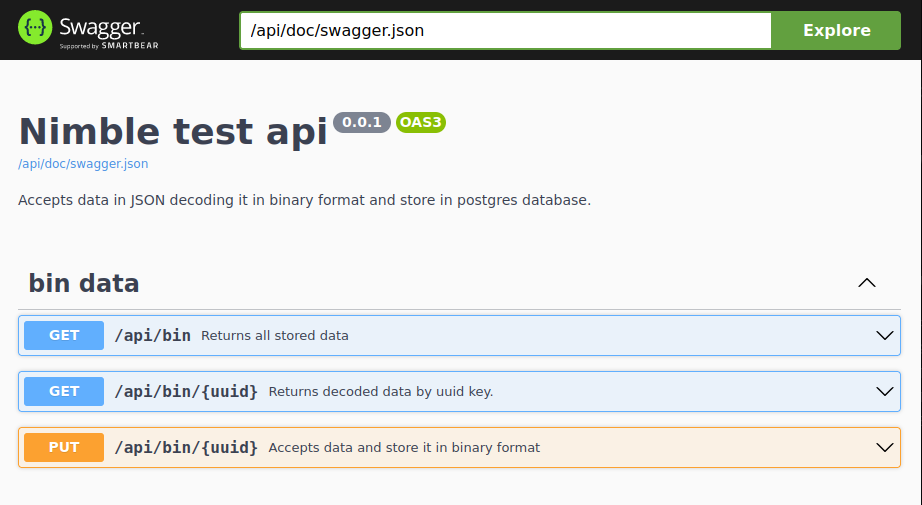 Swagger
Supported by SMARTBEAR
/api/doc/swagger.json
Explore
Nimble test api 0.0.1 OAS3
/api/doc/swagger.json
Accepts data in JSON decoding it in binary format and store in postgres database.
bin data
GET /api/bin Returns all stored data
GET /api/bin/{uuid} Returns decoded data by uuid key.
PUT /api/bin/{uuid} Accepts data and store it in binary format